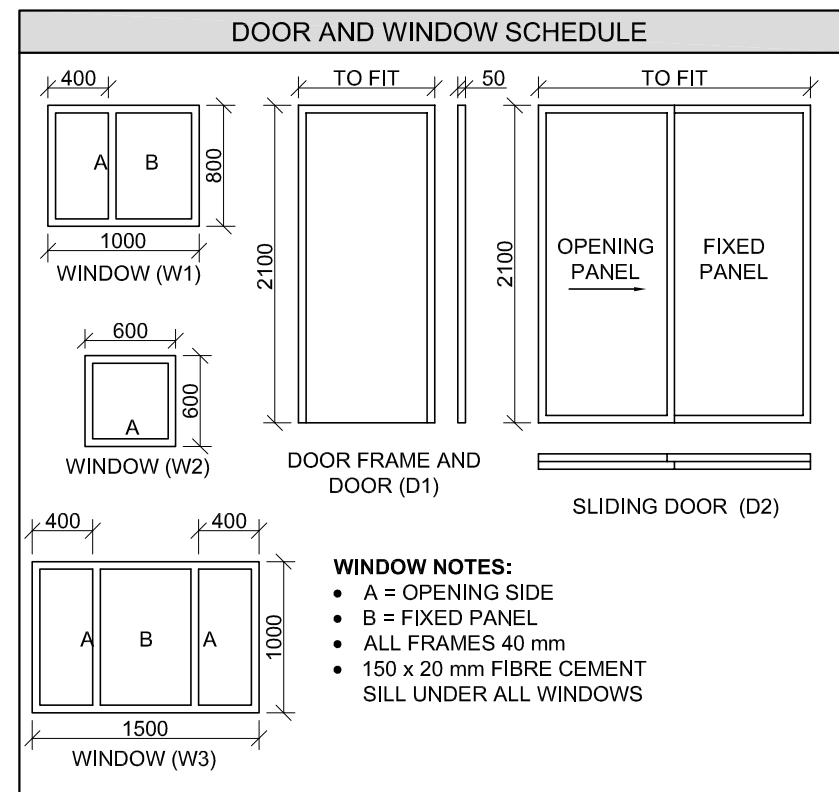 DOOR AND WINDOW SCHEDULE
400
A
B
800
1000
WINDOW (W1)
600
A
600
WINDOW (W2)
TO FIT
50
2100
DOOR FRAME AND
DOOR (D1)
TO FIT
2100
OPENING
PANEL
FIXED
PANEL
SLIDING DOOR (D2)
400
400
A
B
A
1000
1500
WINDOW (W3)
WINDOW NOTES:
• A = OPENING SIDE
• B = FIXED PANEL
• ALL FRAMES 40 mm
• 150 x 20 mm FIBRE CEMENT
SILL UNDER ALL WINDOWS